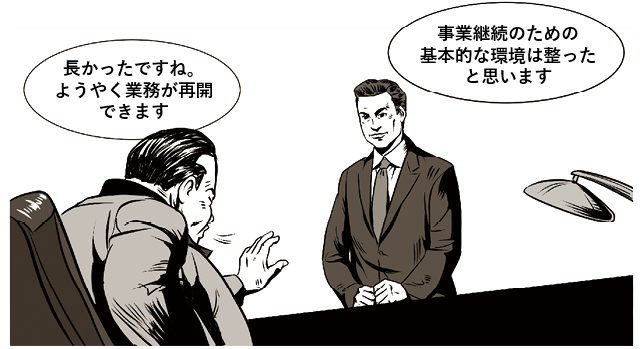 事業継続のための
基本的な環境は整った
と思います
長かったですね。
ようやく業務が再開
できます